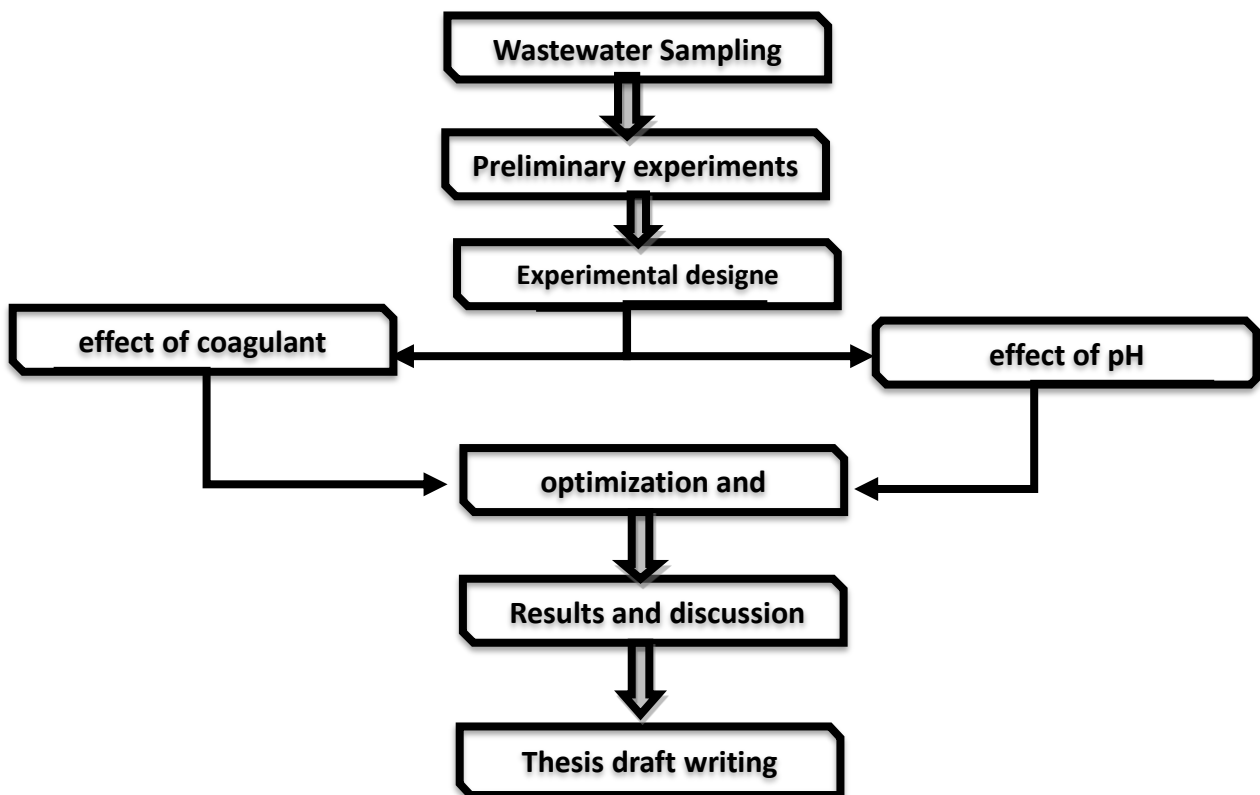 Wastewater Sampling
Preliminary experiments
Experimental designe
effect of coagulant
effect of pH
optimization and
Results and discussion
Thesis draft writing